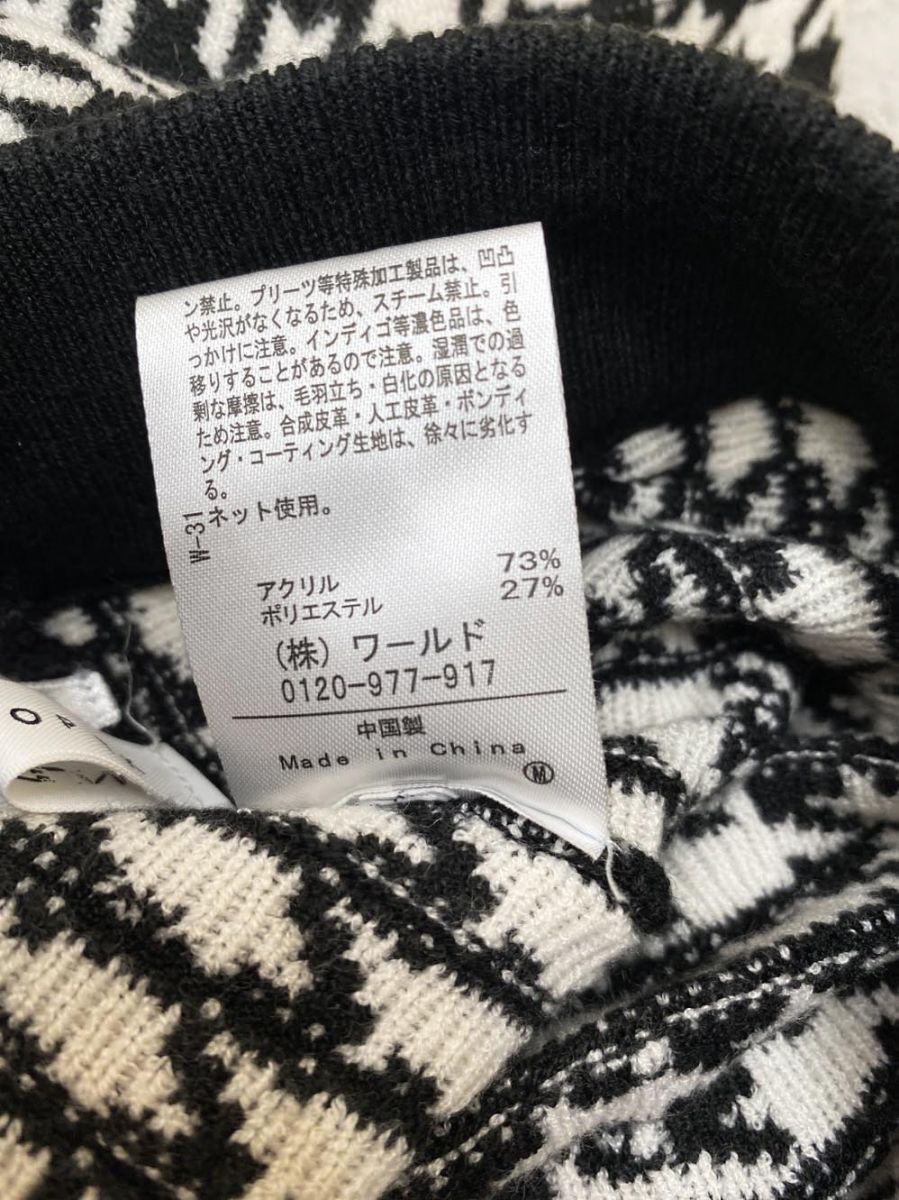 ン禁止。プリーツ等特殊加工製品は、凹凸
や光沢がなくなるため、スチーム禁止。引
っかけに注意。インディゴ等濃色品は、色
移りすることがあるので注意。湿潤での過
剰な摩擦は、毛羽立ち・白化の原因となる
ため注意。合成皮革・人工皮革・ボンディ
ング・コーティング生地は、徐々に劣化す
る。
ネット使用。
W-31
アクリル 73%
ポリエステル 27%
(株) ワールド
0120-977-917
中国製
Made in China
M
04